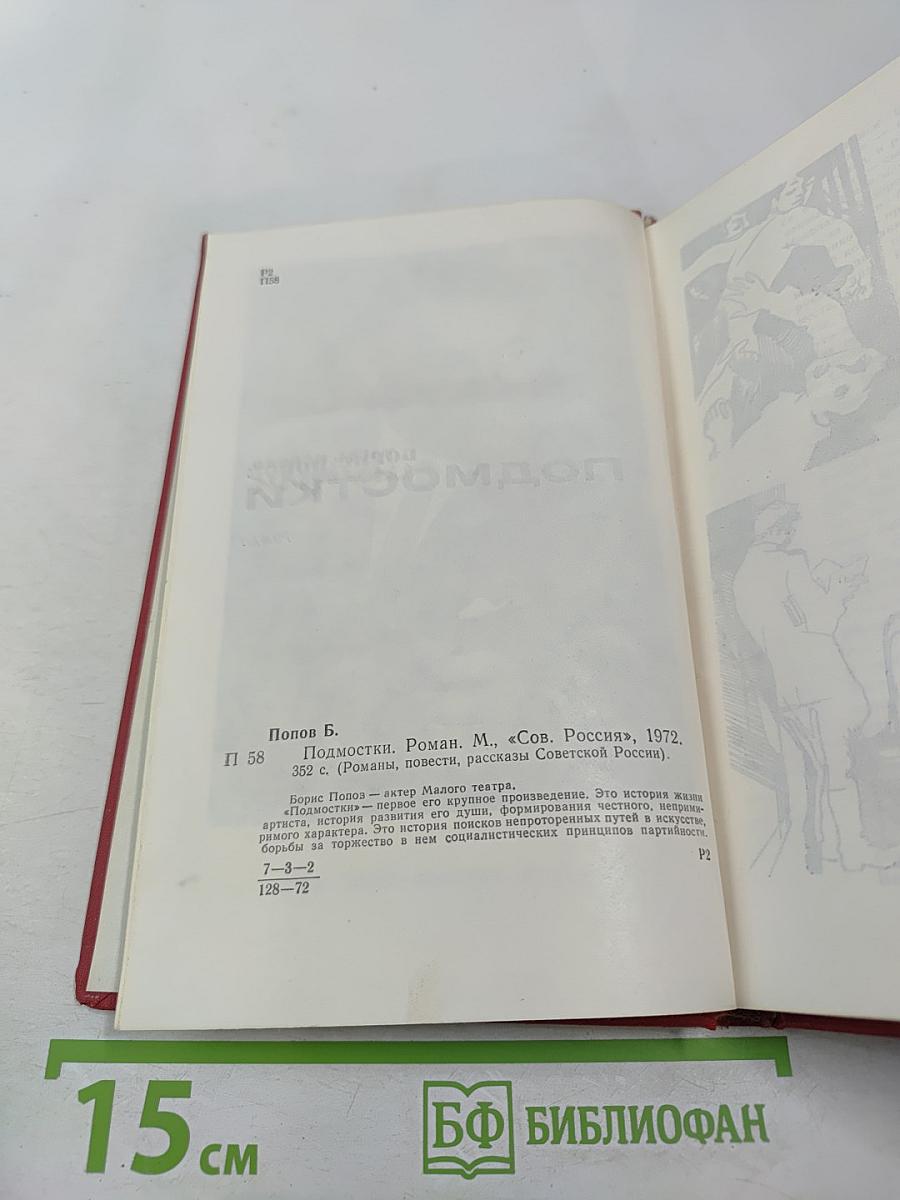 Р2
П58
ПОДМОСТКИ
Попов Б.
П 58 Подмостки. Роман. М., «Сов. Россия», 1972.
352 с. (Романы, повести, рассказы Советской России).
Борис Попов — актер Малого театра.
«Подмостки» — первое его крупное произведение. Это история жизни
артиста, история развития его души, формирования честного, неприми-
римого характера. Это история поисков непроторенных путей в искусстве,
борьбы за торжество в нем социалистических принципов партийности.
7—3—2
128—72
Р2
15 см
БФ БИБЛИОФАН